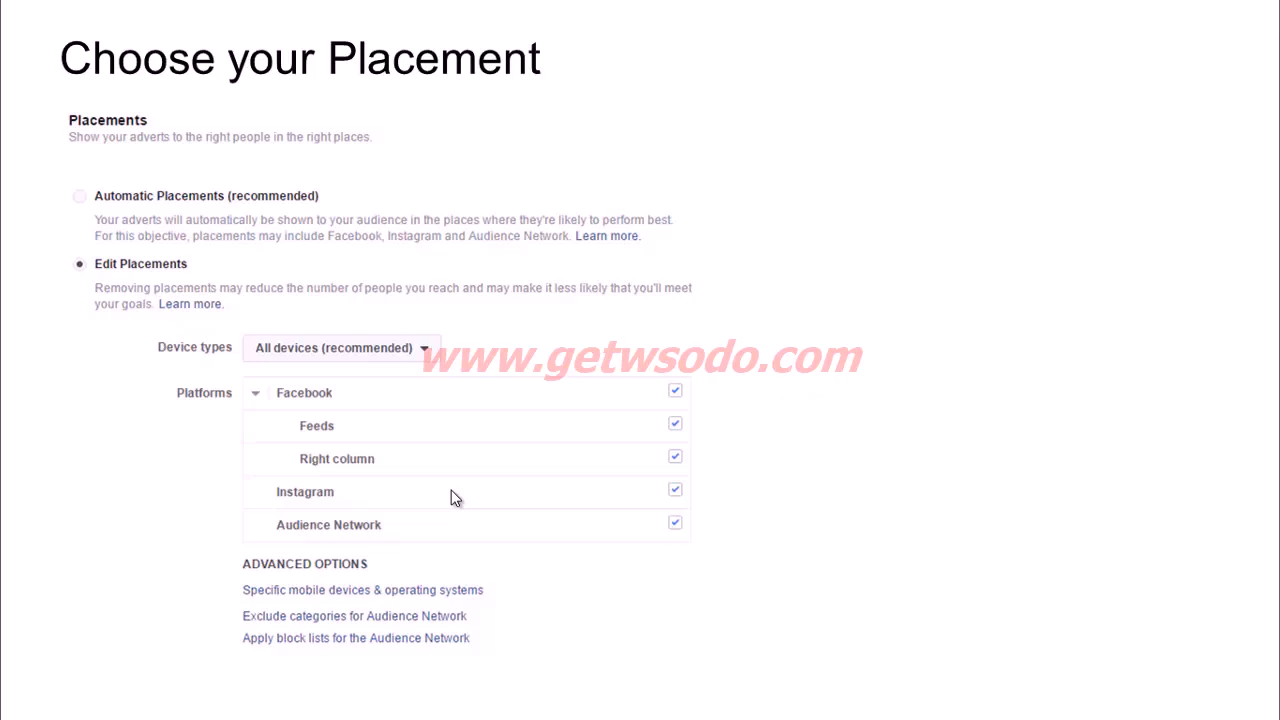 Choose your Placement
Placements
Show your adverts to the right people in the right places.
Automatic Placements (recommended)
Your adverts will automatically be shown to your audience in the places where they're likely to perform best.
For this objective, placements may include Facebook, Instagram and Audience Network. Learn more.
Edit Placements
Removing placements may reduce the number of people you reach and may make it less likely that you'll meet
your goals. Learn more.
Device types All devices (recommended)
www.getwsodo.com
Platforms Facebook
Feeds
Right column
Instagram
Audience Network
ADVANCED OPTIONS
Specific mobile devices & operating systems
Exclude categories for Audience Network
Apply block lists for the Audience Network